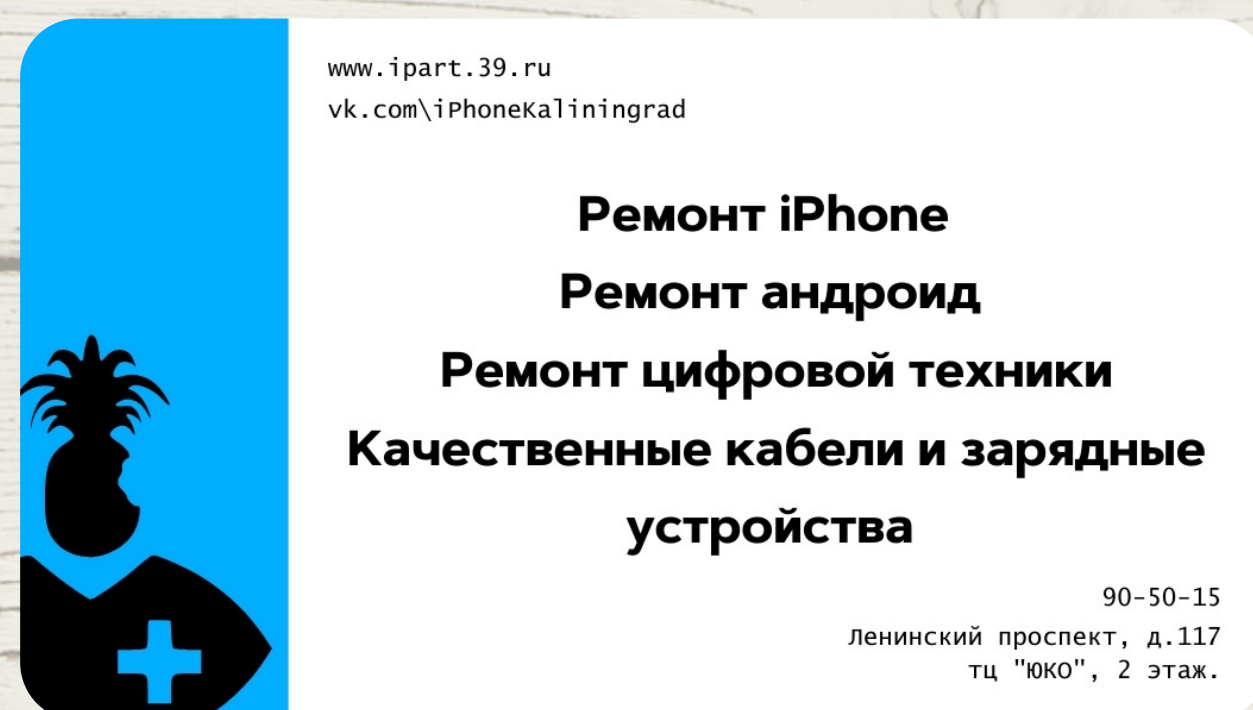 www.ipart.39.ru
vk.com\iPhoneKaliningrad
Ремонт iPhone
Ремонт андроид
Ремонт цифровой техники
Качественные кабели и зарядные
устройства
90-50-15
Ленинский проспект, д.117
тц "ЮКО", 2 этаж.